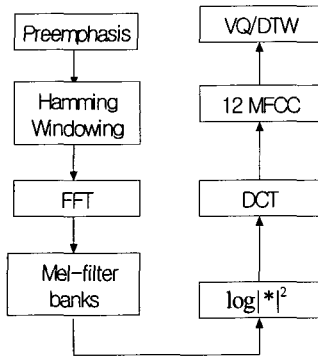 Preemphasis
Hamming
Windowing
FFT
Mel-filter
banks
log|*|²
DCT
12 MFCC
VQ/DTW